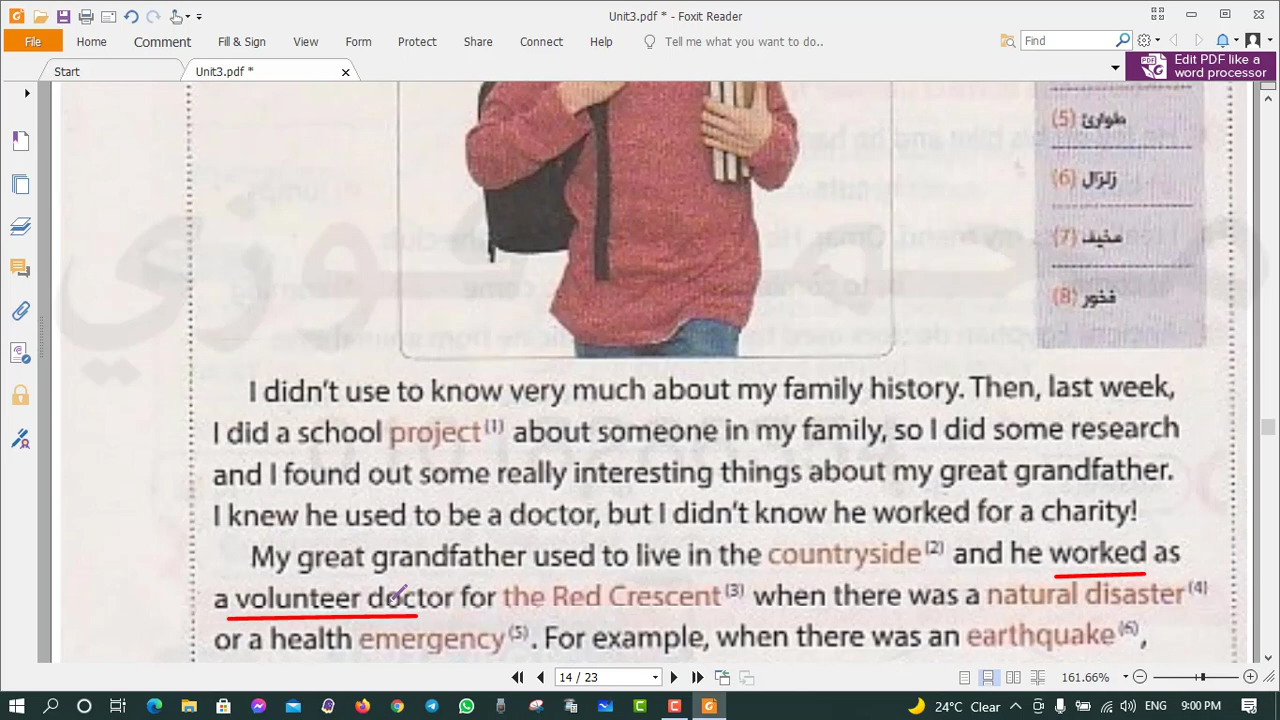 Unit3.pdf * - Foxit Reader
File Home Comment Fill & Sign View Form Protect Share Connect Help Tell me what you want to do.. Find
Start Unit3.pdf * Edit PDF like a
word processor
(5) طوارئ
(6) زلزال
(7) مخيف
(8) فخور
I didn't use to know very much about my family history. Then, last week,
I did a school project(1) about someone in my family, so I did some research
and I found out some really interesting things about my great grandfather.
I knew he used to be a doctor, but I didn't know he worked for a charity!
My great grandfather used to live in the countryside(2) and he worked as
a volunteer doctor for the Red Crescent(3) when there was a natural disaster(4)
or a health emergency(5). For example, when there was an earthquake(6),
14 / 23 161.66%
24°C Clear ENG 9:00 PM